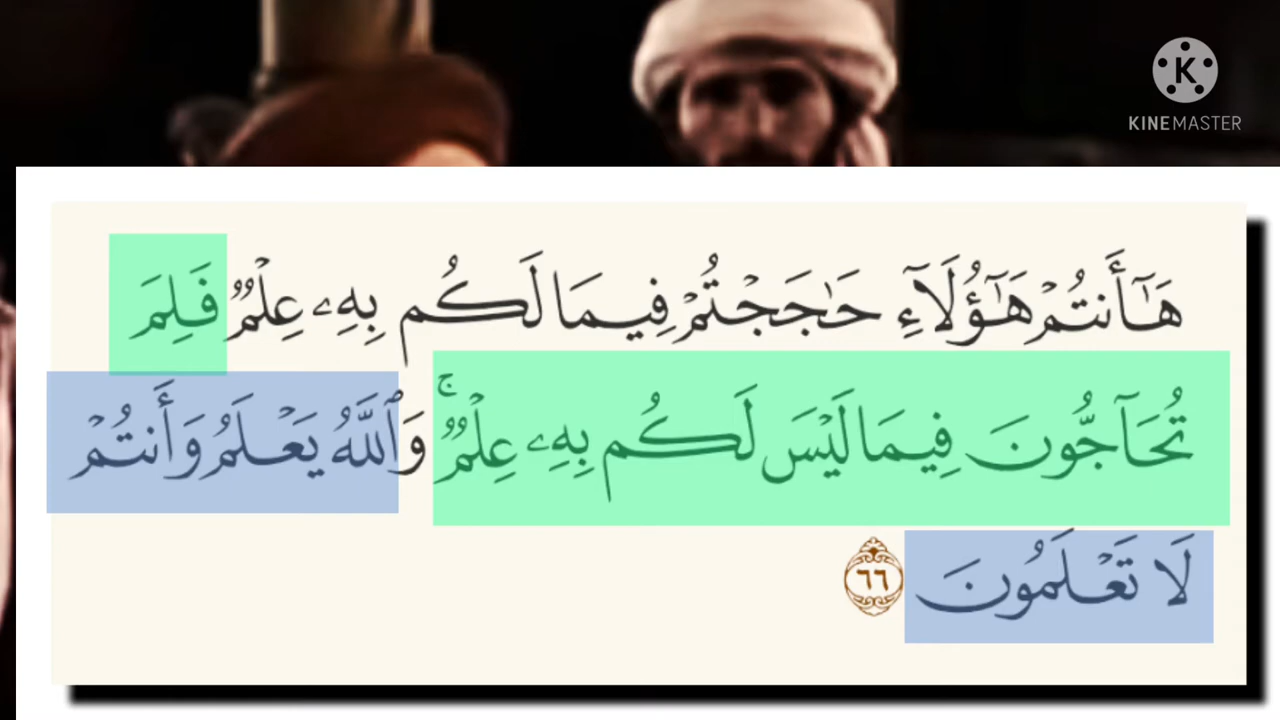 KINEMASTER
هَٰٓأَنتُمْ هَٰٓؤُلَآءِ حَٰجَجْتُمْ فِيمَا لَكُم بِهِۦ عِلْمٌ فَلِمَ
تُحَآجُّونَ فِيمَا لَيْسَ لَكُم بِهِۦ عِلْمٌ ۚ وَٱللَّهُ يَعْلَمُ وَأَنتُمْ
لَا تَعْلَمُونَ ٦٦